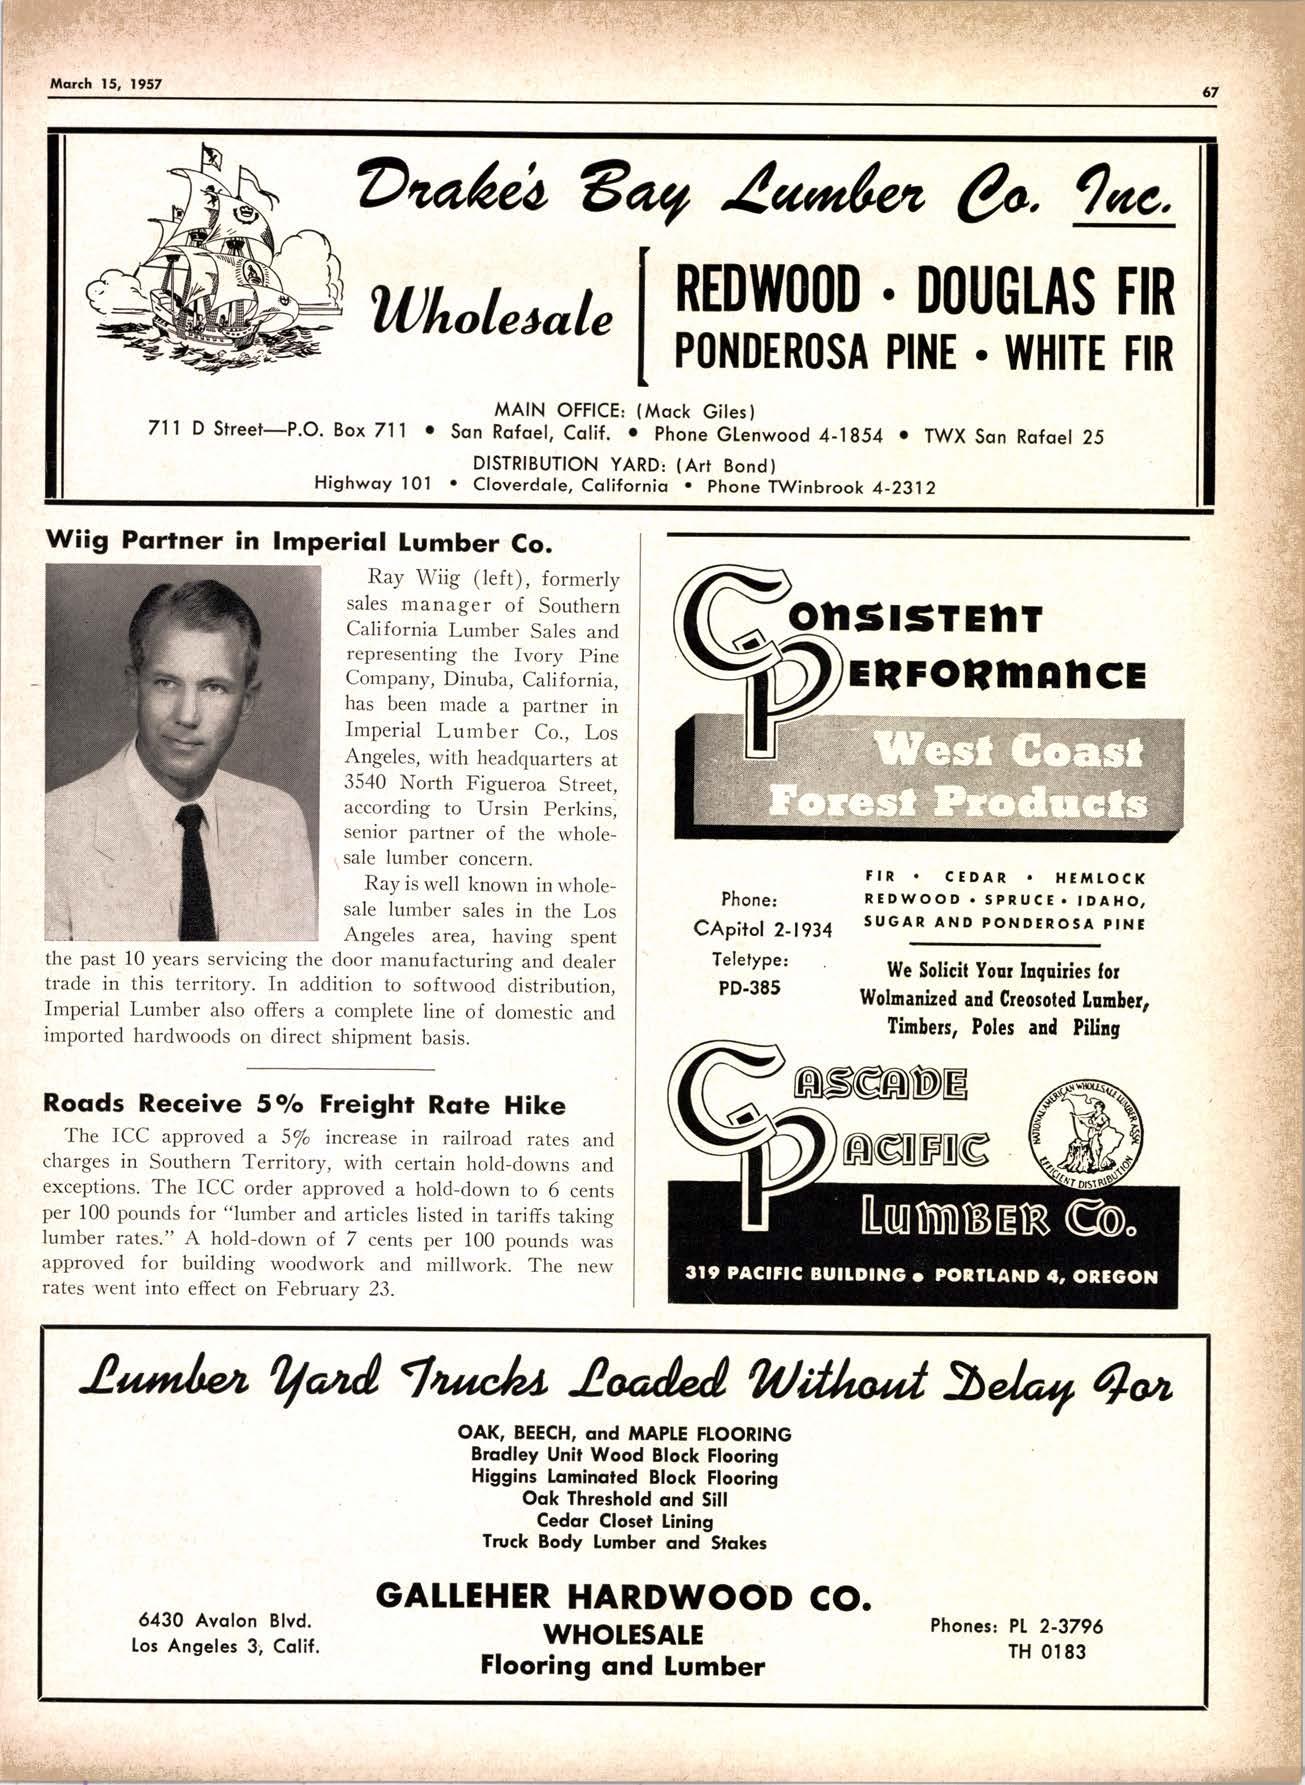 March 15, 1957
67
Drake's Bay Lumber Co. Inc.
Wholesale
REDWOOD • DOUGLAS FIR
PONDEROSA PINE • WHITE FIR
MAIN OFFICE: (Mack Giles)
711 D Street—P.O. Box 711 • San Rafael, Calif. • Phone GLenwood 4-1854 • TWX San Rafael 25
DISTRIBUTION YARD: (Art Bond)
Highway 101 • Cloverdale, California • Phone TWinbrook 4-2312
Wiig Partner in Imperial Lumber Co.
Ray Wiig (left), formerly
sales manager of Southern
California Lumber Sales and
representing the Ivory Pine
Company, Dinuba, California,
has been made a partner in
Imperial Lumber Co., Los
Angeles, with headquarters at
3540 North Figueroa Street,
according to Ursin Perkins,
senior partner of the whole-
sale lumber concern.
Ray is well known in whole-
sale lumber sales in the Los
Angeles area, having spent
the past 10 years servicing the door manufacturing and dealer
trade in this territory. In addition to softwood distribution,
Imperial Lumber also offers a complete line of domestic and
imported hardwoods on direct shipment basis.
Roads Receive 5% Freight Rate Hike
The ICC approved a 5% increase in railroad rates and
charges in Southern Territory, with certain hold-downs and
exceptions. The ICC order approved a hold-down to 6 cents
per 100 pounds for "lumber and articles listed in tariffs taking
lumber rates." A hold-down of 7 cents per 100 pounds was
approved for building woodwork and millwork. The new
rates went into effect on February 23.
CONSISTENT
PERFORMANCE
West Coast
Forest Products
Phone:
CApitol 2-1934
Teletype:
PD-385
FIR • CEDAR • HEMLOCK
REDWOOD • SPRUCE • IDAHO,
SUGAR AND PONDEROSA PINE
We Solicit Your Inquiries for
Wolmanized and Creosoted Lumber,
Timbers, Poles and Piling
CASCADE
PACIFIC
LUMBER CO.
NATIONAL AMERICAN WHOLESALE LUMBER ASSN.
EFFICIENT DISTRIBUTION
319 PACIFIC BUILDING • PORTLAND 4, OREGON
Lumber Yard Trucks Loaded Without Delay For
OAK, BEECH, and MAPLE FLOORING
Bradley Unit Wood Block Flooring
Higgins Laminated Block Flooring
Oak Threshold and Sill
Cedar Closet Lining
Truck Body Lumber and Stakes
GALLEHER HARDWOOD CO.
WHOLESALE
Flooring and Lumber
6430 Avalon Blvd.
Los Angeles 3, Calif.
Phones: PL 2-3796
TH 0183